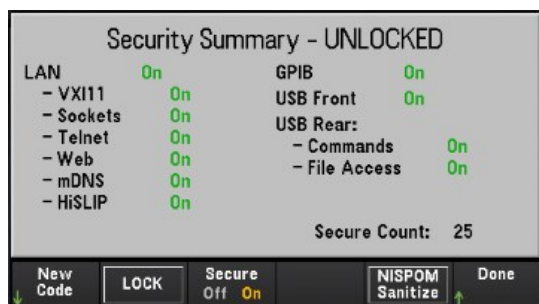 Security Summary - UNLOCKED
LAN On
- VXI11 On
- Sockets On
- Telnet On
- Web On
- mDNS On
- HiSLIP On
GPIB On
USB Front On
USB Rear:
- Commands On
- File Access On
Secure Count: 25
New Code
LOCK
Secure
Off On
NISPOM
Sanitize
Done